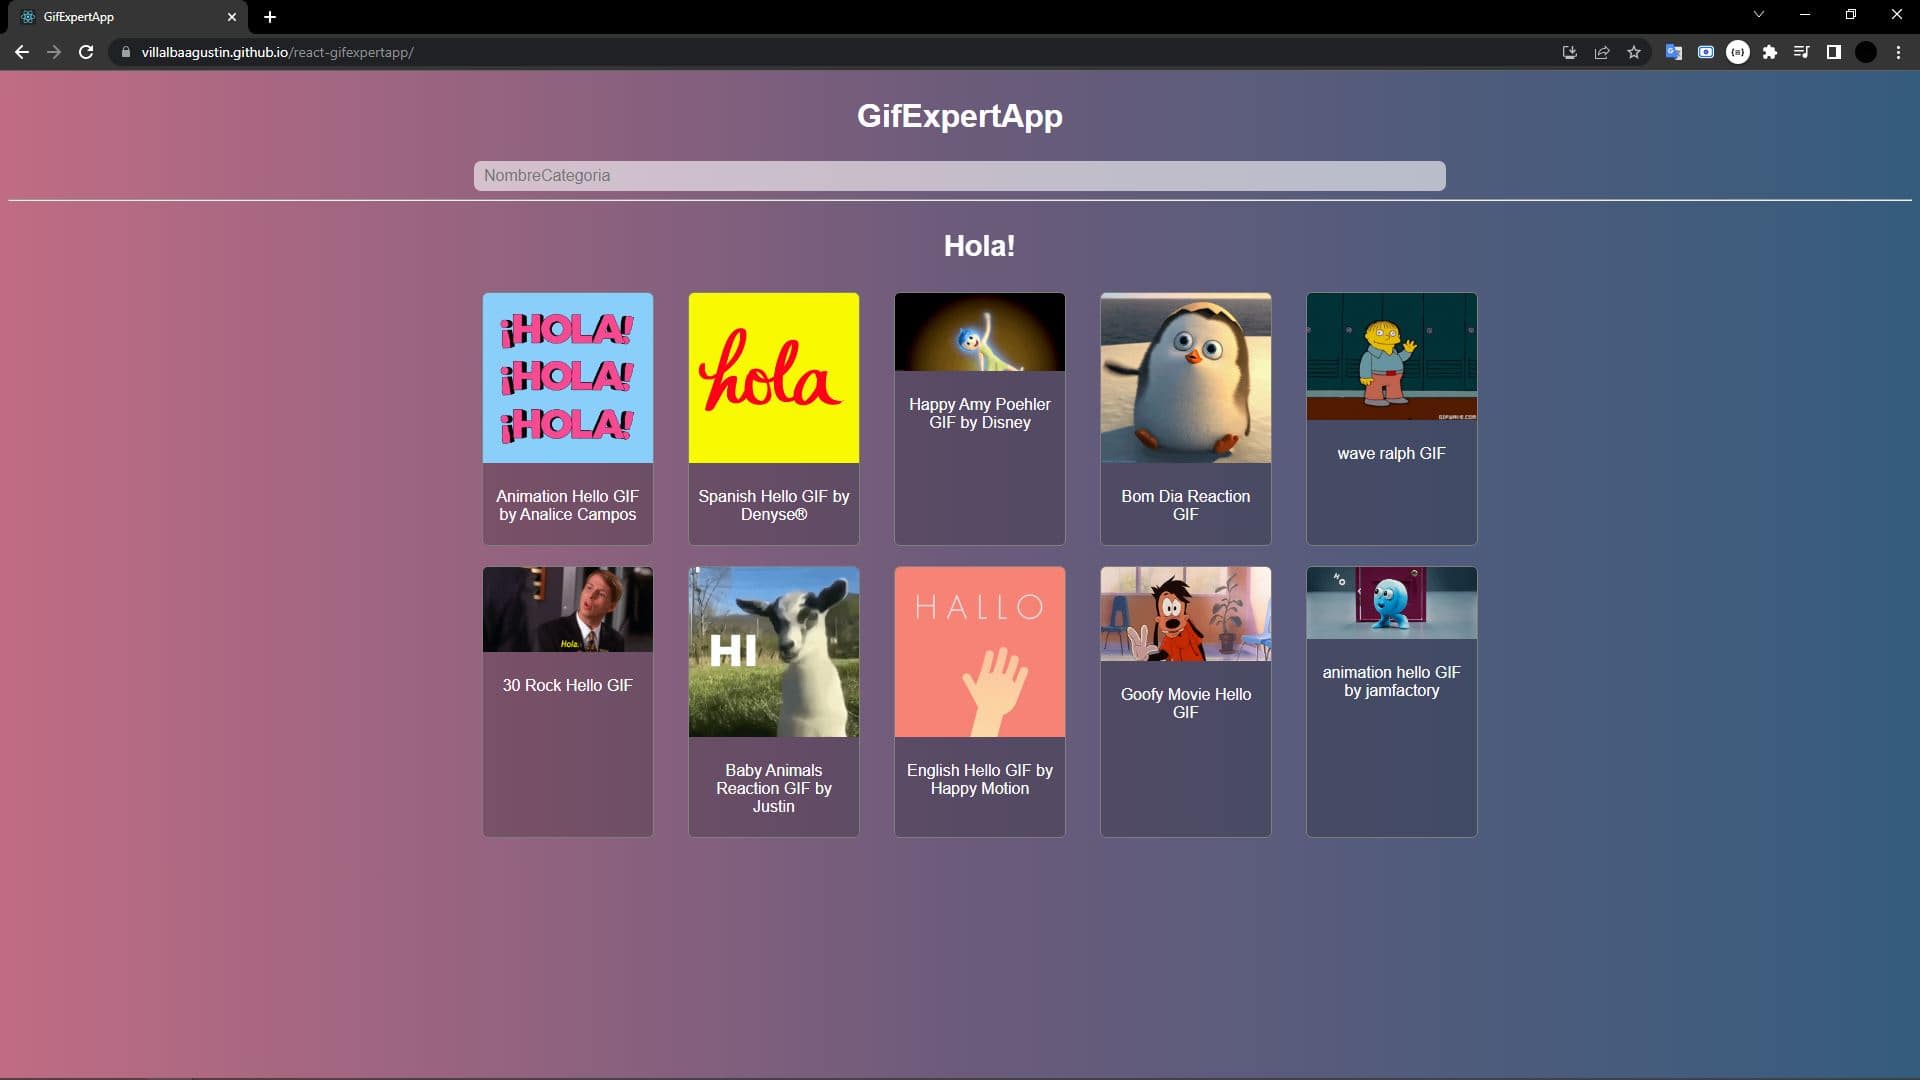 GifExpertApp
villalbaagustin.github.io/react-gifexpertapp/
GifExpertApp
NombreCategoria
Hola!
¡HOLA!
¡HOLA!
¡HOLA!
Animation Hello GIF
by Analice Campos
hola
Spanish Hello GIF by
Denyse®
Happy Amy Poehler
GIF by Disney
Bom Dia Reaction
GIF
GIFWAVE.COM
wave ralph GIF
Hola.
30 Rock Hello GIF
HI
Baby Animals
Reaction GIF by
Justin
HALLO
English Hello GIF by
Happy Motion
Goofy Movie Hello
GIF
animation hello GIF
by jamfactory